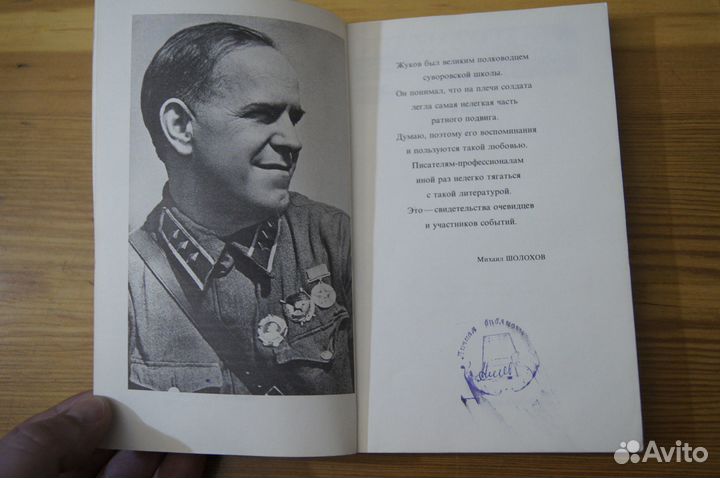 Жуков был великим полководцем
суворовской школы.
Он понимал, что на плечи солдата
легла самая нелегкая часть
ратного подвига.
Думаю, поэтому его воспоминания
и пользуются такой любовью.
Писателям-профессионалам
иной раз нелегко тягаться
с такой литературой.
Это — свидетельства очевидцев
и участников событий.
Михаил ШОЛОХОВ
Личная библиотека
Avito